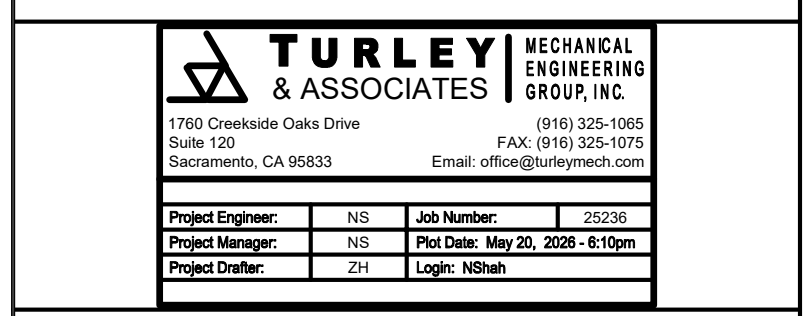 TURLEY
& ASSOCIATES
MECHANICAL
ENGINEERING
GROUP, INC.
1760 Creekside Oaks Drive
Suite 120
Sacramento, CA 95833
(916) 325-1065
FAX: (916) 325-1075
Email: office@turleymech.com
Project Engineer: NS Job Number: 25236
Project Manager: NS Plot Date: May 20, 2026 - 6:10pm
Project Drafter: ZH Login: NShah